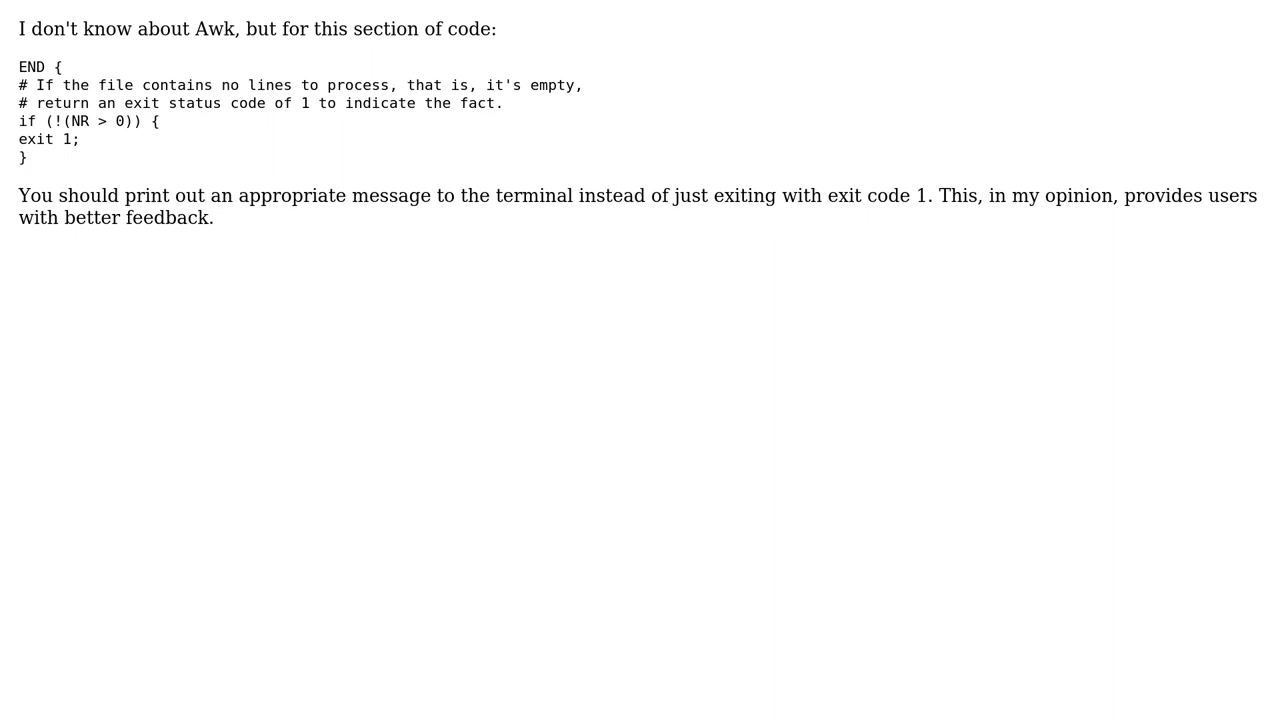 I don't know about Awk, but for this section of code:
END {
# If the file contains no lines to process, that is, it's empty,
# return an exit status code of 1 to indicate the fact.
if (!(NR > 0)) {
exit 1;
}
You should print out an appropriate message to the terminal instead of just exiting with exit code 1. This, in my opinion, provides users
with better feedback.